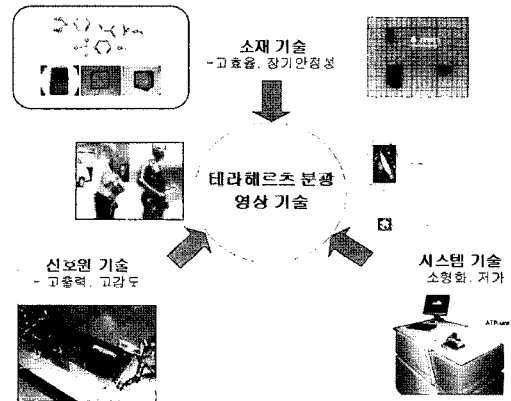 소재 기술
-고효율, 장기안정성
테라헤르츠 분광
영상 기술
신호원 기술
- 고출력, 고감도
시스템 기술
소형화, 저가